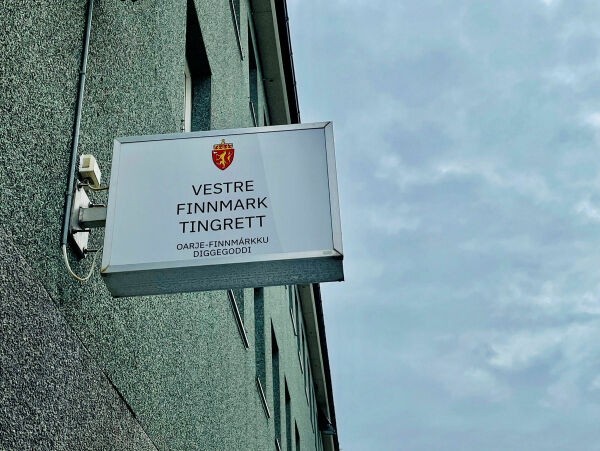 VESTRE
FINNMARK
TINGRETT
OARJE-FINNMÁRKKU
DIGGEGODDI